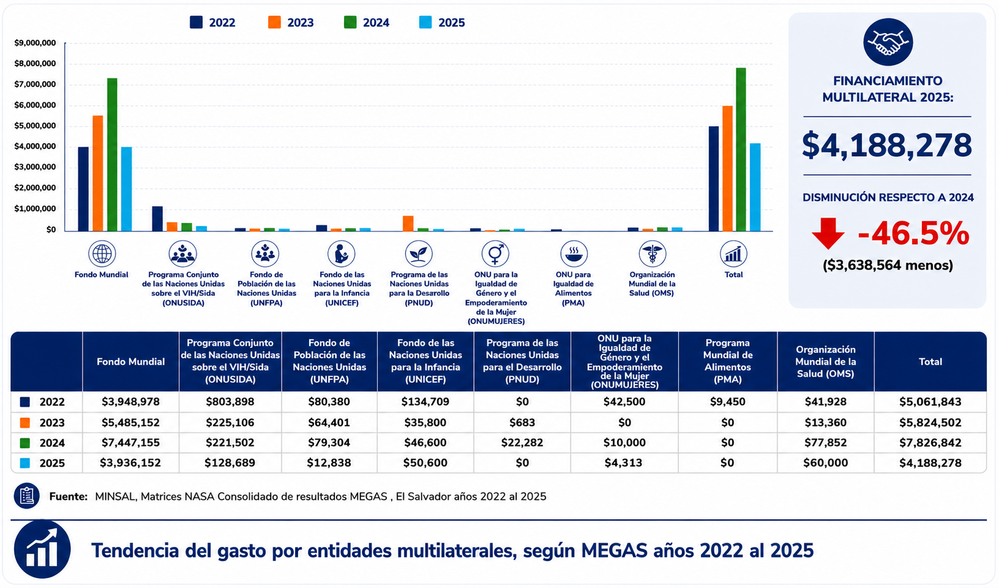 2022 2023 2024 2025
$9,000,000
$8,000,000
$7,000,000
$6,000,000
$5,000,000
$4,000,000
$3,000,000
$2,000,000
$1,000,000
$0
Fondo Mundial
Programa Conjunto
de las Naciones Unidas
sobre el VIH/Sida
(ONUSIDA)
Fondo de
Población de las
Naciones Unidas
(UNFPA)
Fondo de las
Naciones Unidas
para la Infancia
(UNICEF)
Programa de las
Naciones Unidas
para la Desarollo
(PNUD)
ONU para la
Igualdad de
Género y el
Empoderamiento
de la Mujer
(ONUMUJERES)
ONU para
Igualdad de
Alimentos
(PMA)
Organización
Mundial de la
Salud (OMS)
Total
FINANCIAMIENTO
MULTILATERAL 2025:
$4,188,278
DISMINUCIÓN RESPECTO A 2024
-46.5%
($3,638,564 menos)
Fondo Mundial
Programa Conjunto
de las Naciones Unidas
sobre el VIH/Sida
(ONUSIDA)
Fondo de
Población de las
Naciones Unidas
(UNFPA)
Fondo de las
Naciones Unidas
para la Infancia
(UNICEF)
Programa de las
Naciones Unidas
para el Desarrollo
(PNUD)
ONU para la
Igualdad de
Género y el
Empoderamiento
de la Mujer
(ONUMUJERES)
Programa
Mundial de
Alimentos
(PMA)
Organización
Mundial de la
Salud (OMS)
Total
2022 $3,948,978 $803,898 $80,380 $134,709 $0 $42,500 $9,450 $41,928 $5,061,843
2023 $5,485,152 $225,106 $64,401 $35,800 $683 $0 $0 $13,360 $5,824,502
2024 $7,447,155 $221,502 $79,304 $46,600 $22,282 $10,000 $0 $77,852 $7,826,842
2025 $3,936,152 $128,689 $12,838 $50,600 $0 $4,313 $0 $60,000 $4,188,278
Fuente: MINSAL, Matrices NASA Consolidado de resultados MEGAS , El Salvador años 2022 al 2025
Tendencia del gasto por entidades multilaterales, según MEGAS años 2022 al 2025